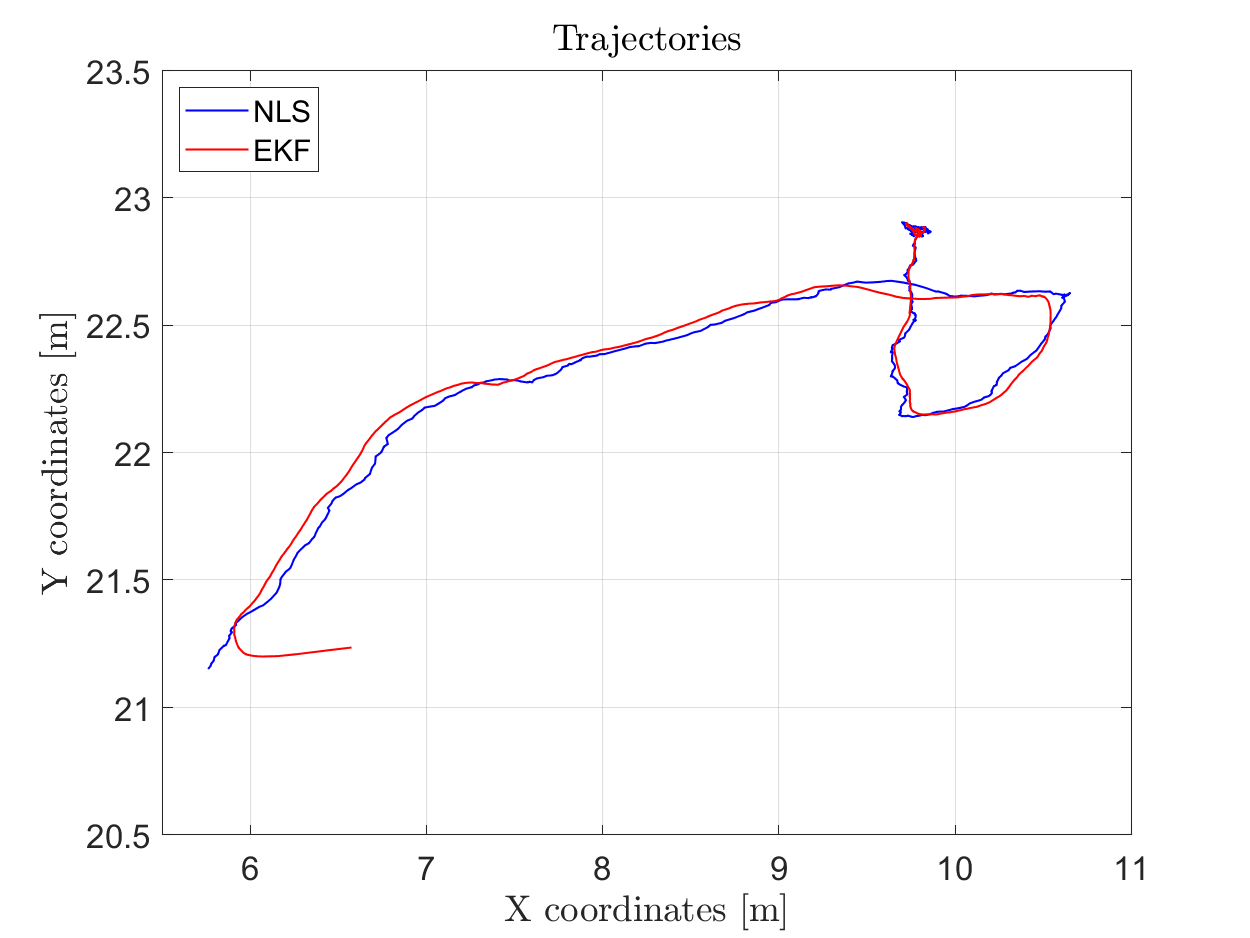 Trajectories
NLS
EKF
23.5
23
22.5
22
21.5
21
20.5
Y coordinates [m]
6 7 8 9 10 11
X coordinates [m]